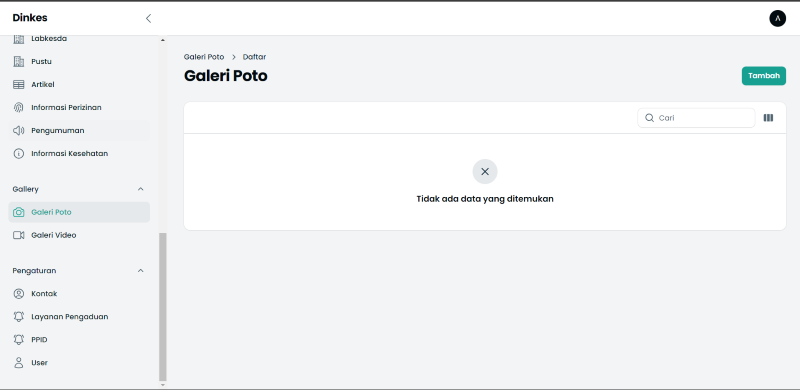 Dinkes
A
Labkesda
Pustu
Artikel
Informasi Perizinan
Pengumuman
Informasi Kesehatan
Gallery
Galeri Poto
Galeri Video
Pengaturan
Kontak
Layanan Pengaduan
PPID
User
Galeri Poto > Daftar
Galeri Poto
Tambah
Cari
Tidak ada data yang ditemukan